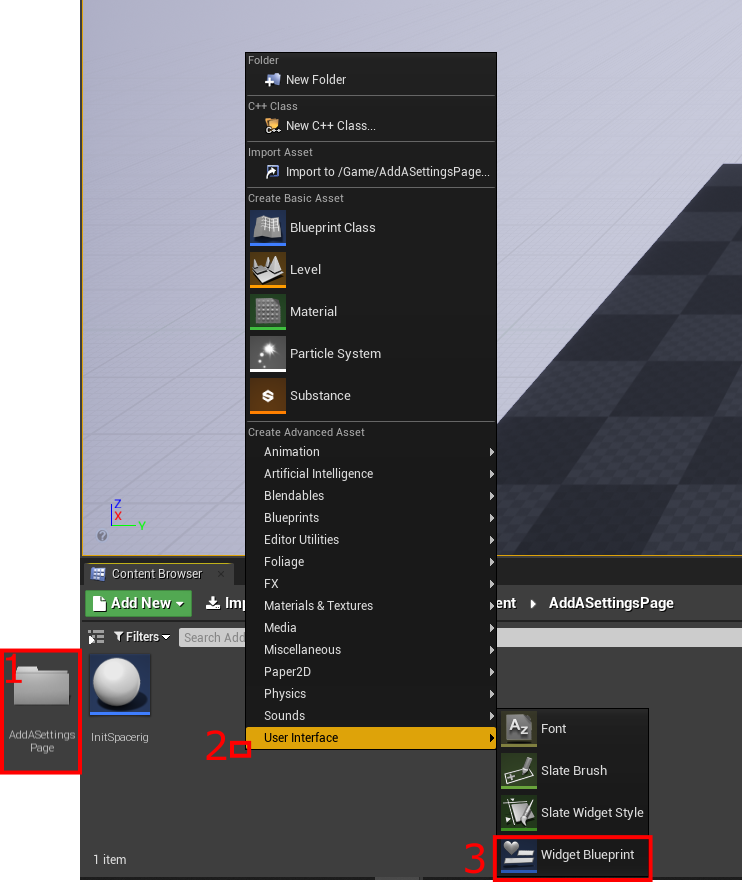 Folder
New Folder
C++ Class
C++
New C++ Class...
Import Asset
Import to /Game/AddASettingsPage...
Create Basic Asset
Blueprint Class
Level
Material
Particle System
Substance
Create Advanced Asset
Animation
Artificial Intelligence
Blendables
Blueprints
Editor Utilities
Foliage
FX
Materials & Textures
Media
Miscellaneous
Paper2D
Physics
Sounds
User Interface
Z
X
Y
?
Content Browser
Add New
Imp
ent
AddASettingsPage
Filters
Search Add
1
AddASettings
Page
InitSpacerig
2
Az
Font
Slate Brush
Slate Widget Style
3
Widget Blueprint
1 item